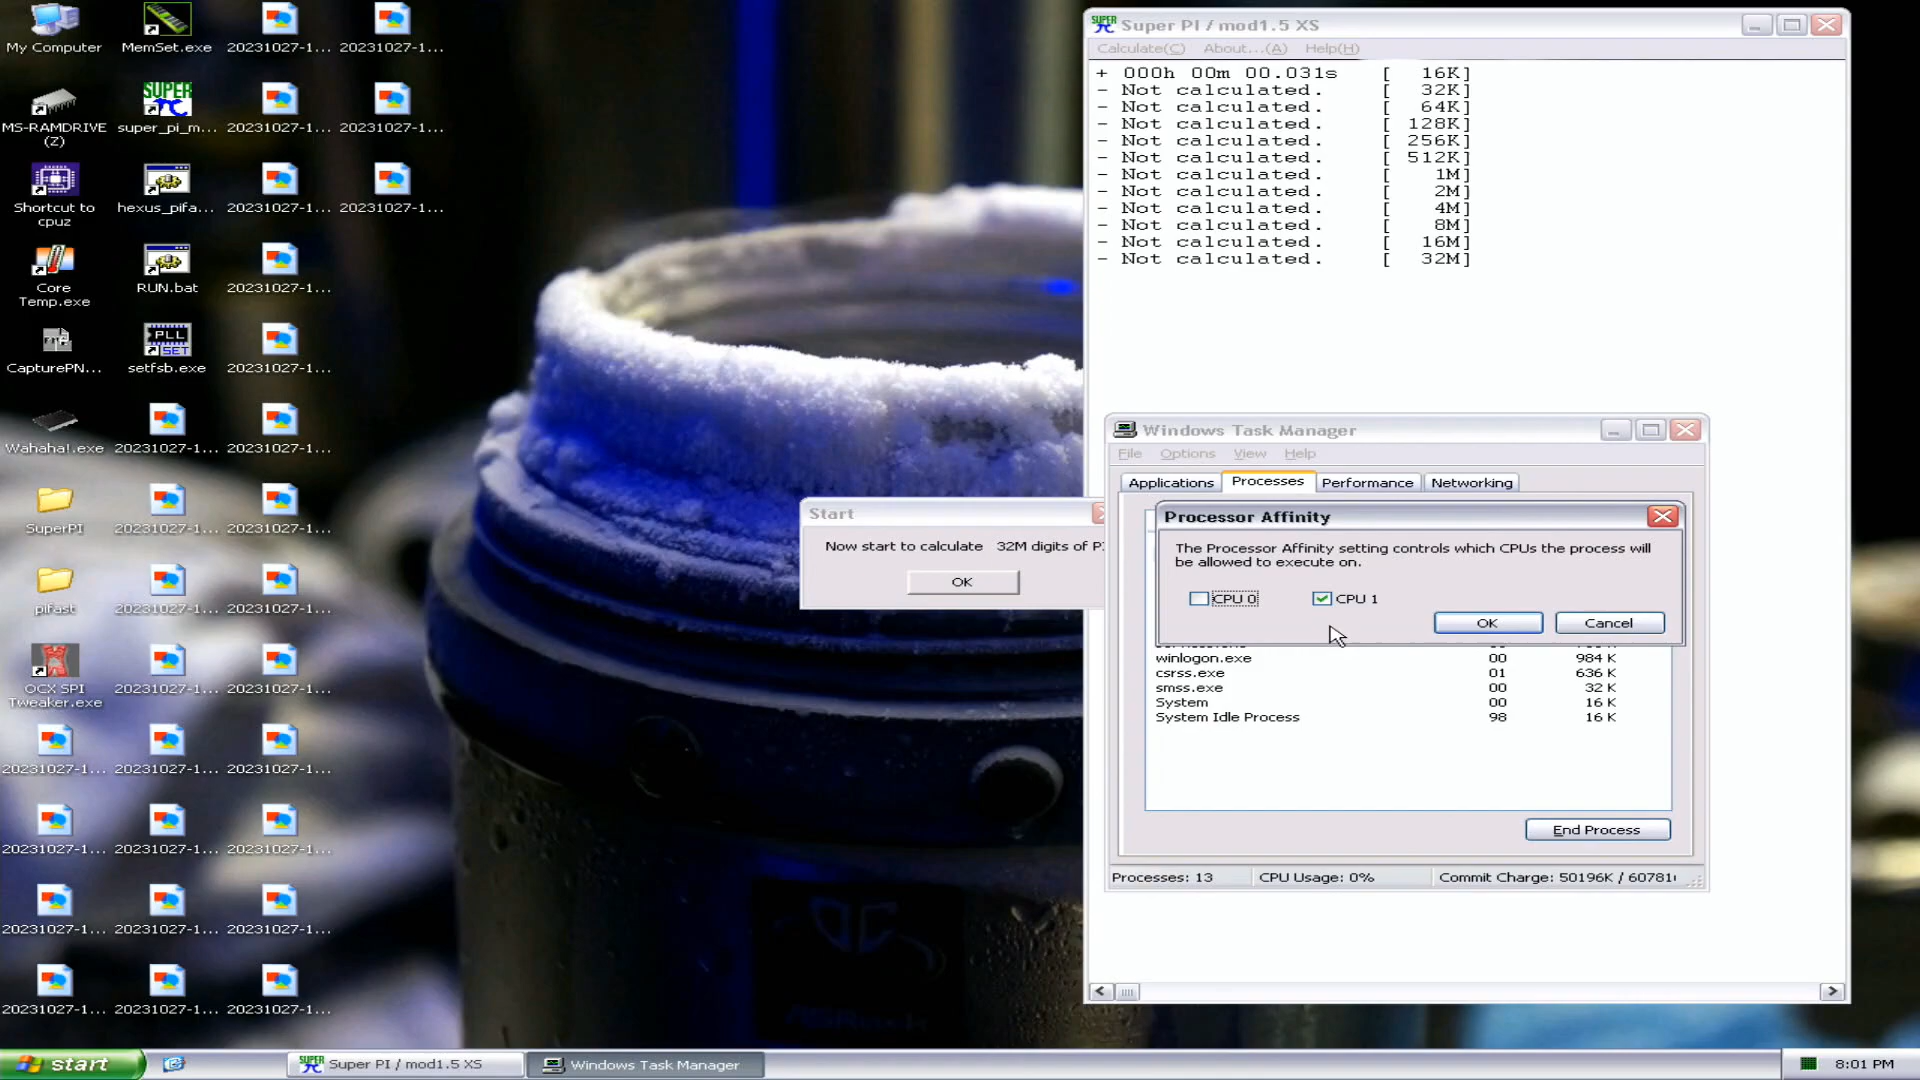 My Computer
MemSet.exe
20231027-1...
20231027-1...
MS-RAMDRIVE
(Z)
SUPER
super_pi_m...
20231027-1...
20231027-1...
Shortcut to
cpuz
hexus_pifa...
20231027-1...
20231027-1...
Core
Temp.exe
RUN.bat
20231027-1...
CapturePN...
PLL
SET
setfsb.exe
20231027-1...
Wahaha!.exe
20231027-1...
20231027-1...
SuperPI
20231027-1...
20231027-1...
pifast
20231027-1...
20231027-1...
OCX SPI
Tweaker.exe
20231027-1...
20231027-1...
20231027-1...
20231027-1...
20231027-1...
20231027-1...
20231027-1...
20231027-1...
20231027-1...
20231027-1...
20231027-1...
20231027-1...
20231027-1...
20231027-1...
SUPER
Super PI / mod1.5 XS
Calculate(C) About...(A) Help(H)
+ 000h 00m 00.031s [ 16K]
- Not calculated. [ 32K]
- Not calculated. [ 64K]
- Not calculated. [ 128K]
- Not calculated. [ 256K]
- Not calculated. [ 512K]
- Not calculated. [ 1M]
- Not calculated. [ 2M]
- Not calculated. [ 4M]
- Not calculated. [ 8M]
- Not calculated. [ 16M]
- Not calculated. [ 32M]
Start
Now start to calculate 32M digits of
OK
Windows Task Manager
File Options View Help
Applications Processes Performance Networking
Processor Affinity
The Processor Affinity setting controls which CPUs the process will
be allowed to execute on.
CPU 0 CPU 1
OK Cancel
winlogon.exe 00 984 K
csrss.exe 01 636 K
smss.exe 00 32 K
System 00 16 K
System Idle Process 98 16 K
End Process
Processes: 13 CPU Usage: 0% Commit Charge: 50196K / 60781
start
SUPER
Super PI / mod1.5 XS
Windows Task Manager
8:01 PM